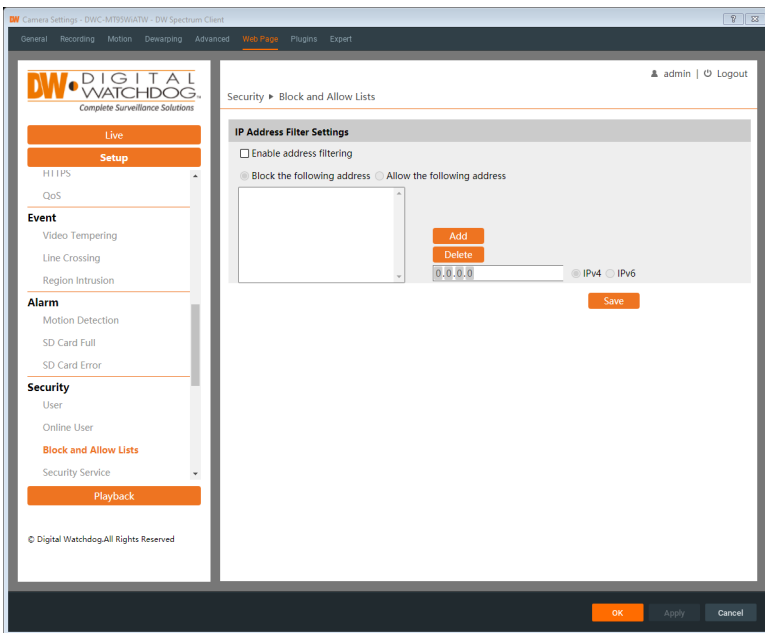 DW Camera Settings - DWC-MT95WiATW - DW Spectrum Client
?
General Recording Motion Dewarping Advanced Web Page Plugins Expert
DW DIGITAL
WATCHDOG
Complete Surveillance Solutions
Live
Setup
HTTPS
QoS
Event
Video Tempering
Line Crossing
Region Intrusion
Alarm
Motion Detection
SD Card Full
SD Card Error
Security
User
Online User
Block and Allow Lists
Security Service
Playback
© Digital Watchdog.All Rights Reserved
admin | Logout
Security ▶ Block and Allow Lists
IP Address Filter Settings
Enable address filtering
Block the following address Allow the following address
Add
Delete
0.0.0.0 IPv4 IPv6
Save
OK Apply Cancel